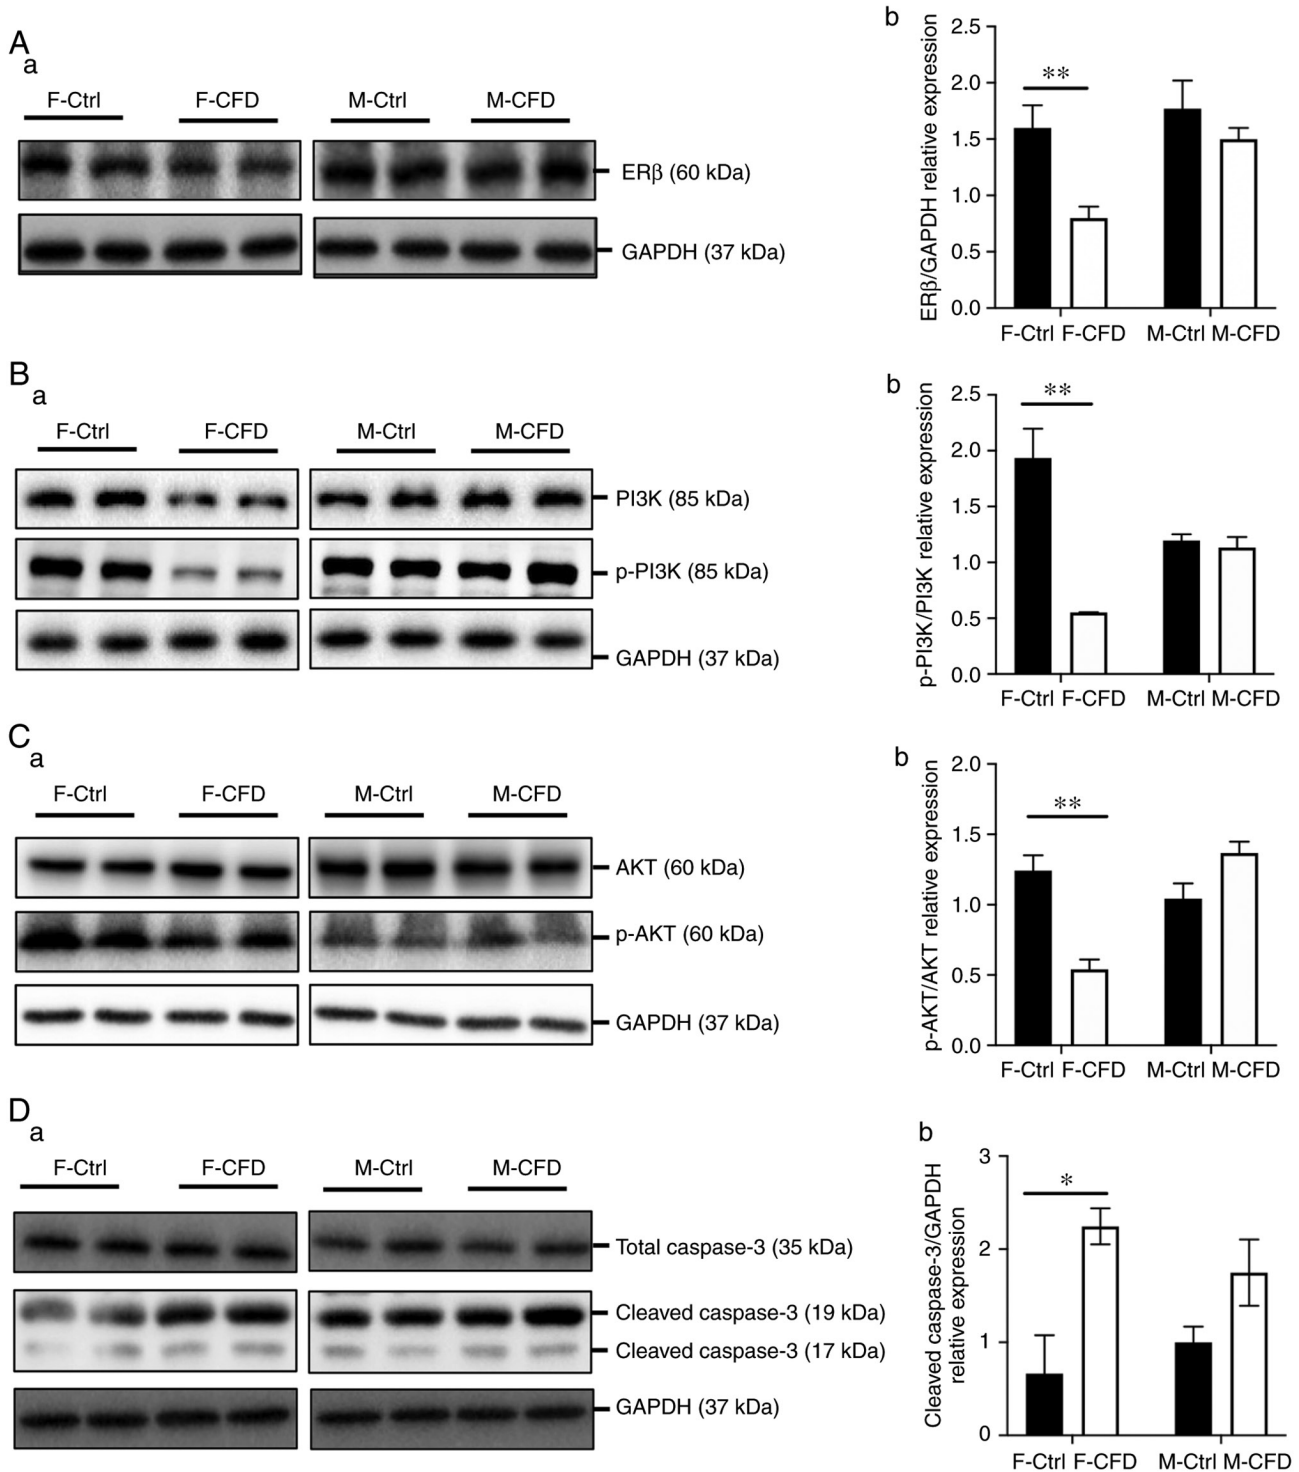 A
a
F-Ctrl F-CFD M-Ctrl M-CFD
ERβ (60 kDa)
GAPDH (37 kDa)
b
ERβ/GAPDH relative expression
2.5
2.0
1.5
1.0
0.5
0.0
**
F-Ctrl F-CFD M-Ctrl M-CFD
B
a
F-Ctrl F-CFD M-Ctrl M-CFD
PI3K (85 kDa)
p-PI3K (85 kDa)
GAPDH (37 kDa)
b
p-PI3K/PI3K relative expression
2.5
2.0
1.5
1.0
0.5
0.0
**
F-Ctrl F-CFD M-Ctrl M-CFD
C
a
F-Ctrl F-CFD M-Ctrl M-CFD
AKT (60 kDa)
p-AKT (60 kDa)
GAPDH (37 kDa)
b
p-AKT/AKT relative expression
2.0
1.5
1.0
0.5
0.0
**
F-Ctrl F-CFD M-Ctrl M-CFD
D
a
F-Ctrl F-CFD M-Ctrl M-CFD
Total caspase-3 (35 kDa)
Cleaved caspase-3 (19 kDa)
Cleaved caspase-3 (17 kDa)
GAPDH (37 kDa)
b
Cleaved caspase-3/GAPDH
relative expression
3
2
1
0
*
F-Ctrl F-CFD M-Ctrl M-CFD